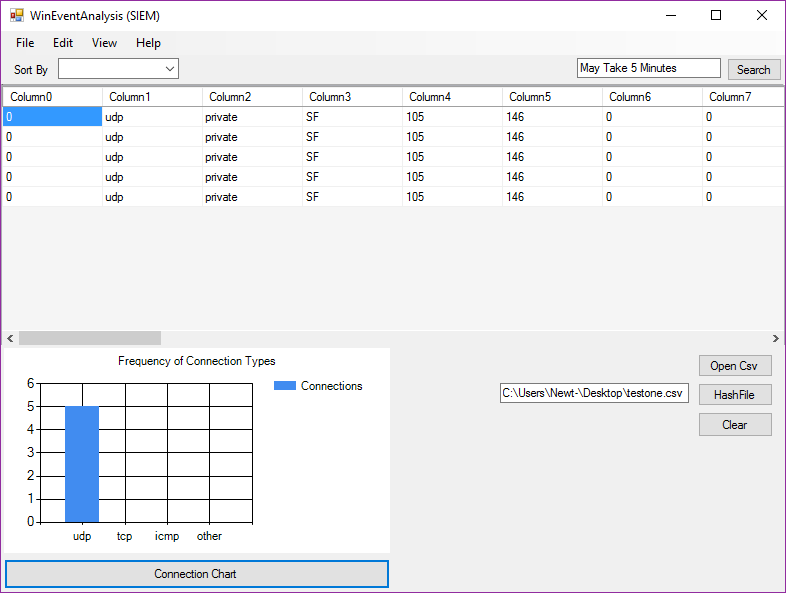 WinEventAnalysis (SIEM)
File Edit View Help
Sort By May Take 5 Minutes Search
Column0 Column1 Column2 Column3 Column4 Column5 Column6 Column7
0 udp private SF 105 146 0 0
0 udp private SF 105 146 0 0
0 udp private SF 105 146 0 0
0 udp private SF 105 146 0 0
0 udp private SF 105 146 0 0
Frequency of Connection Types
Connections
6
5
4
3
2
1
0
udp tcp icmp other
Connection Chart
Open Csv
C:\Users\Newt-\Desktop\testone.csv HashFile
Clear